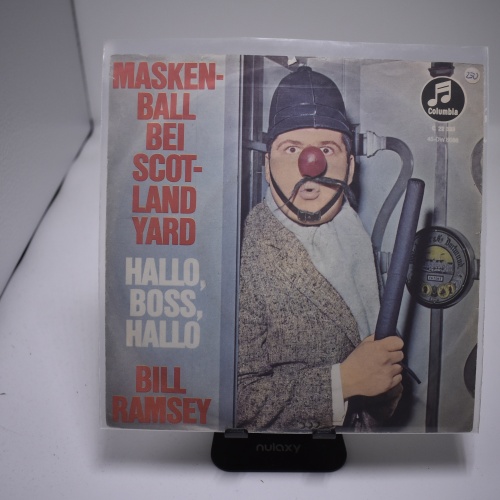 MASKEN-
BALL
BEI
SCOT-
LAND
YARD
HALLO,
BOSS,
HALLO
BILL
RAMSEY
Columbia
nulaxy